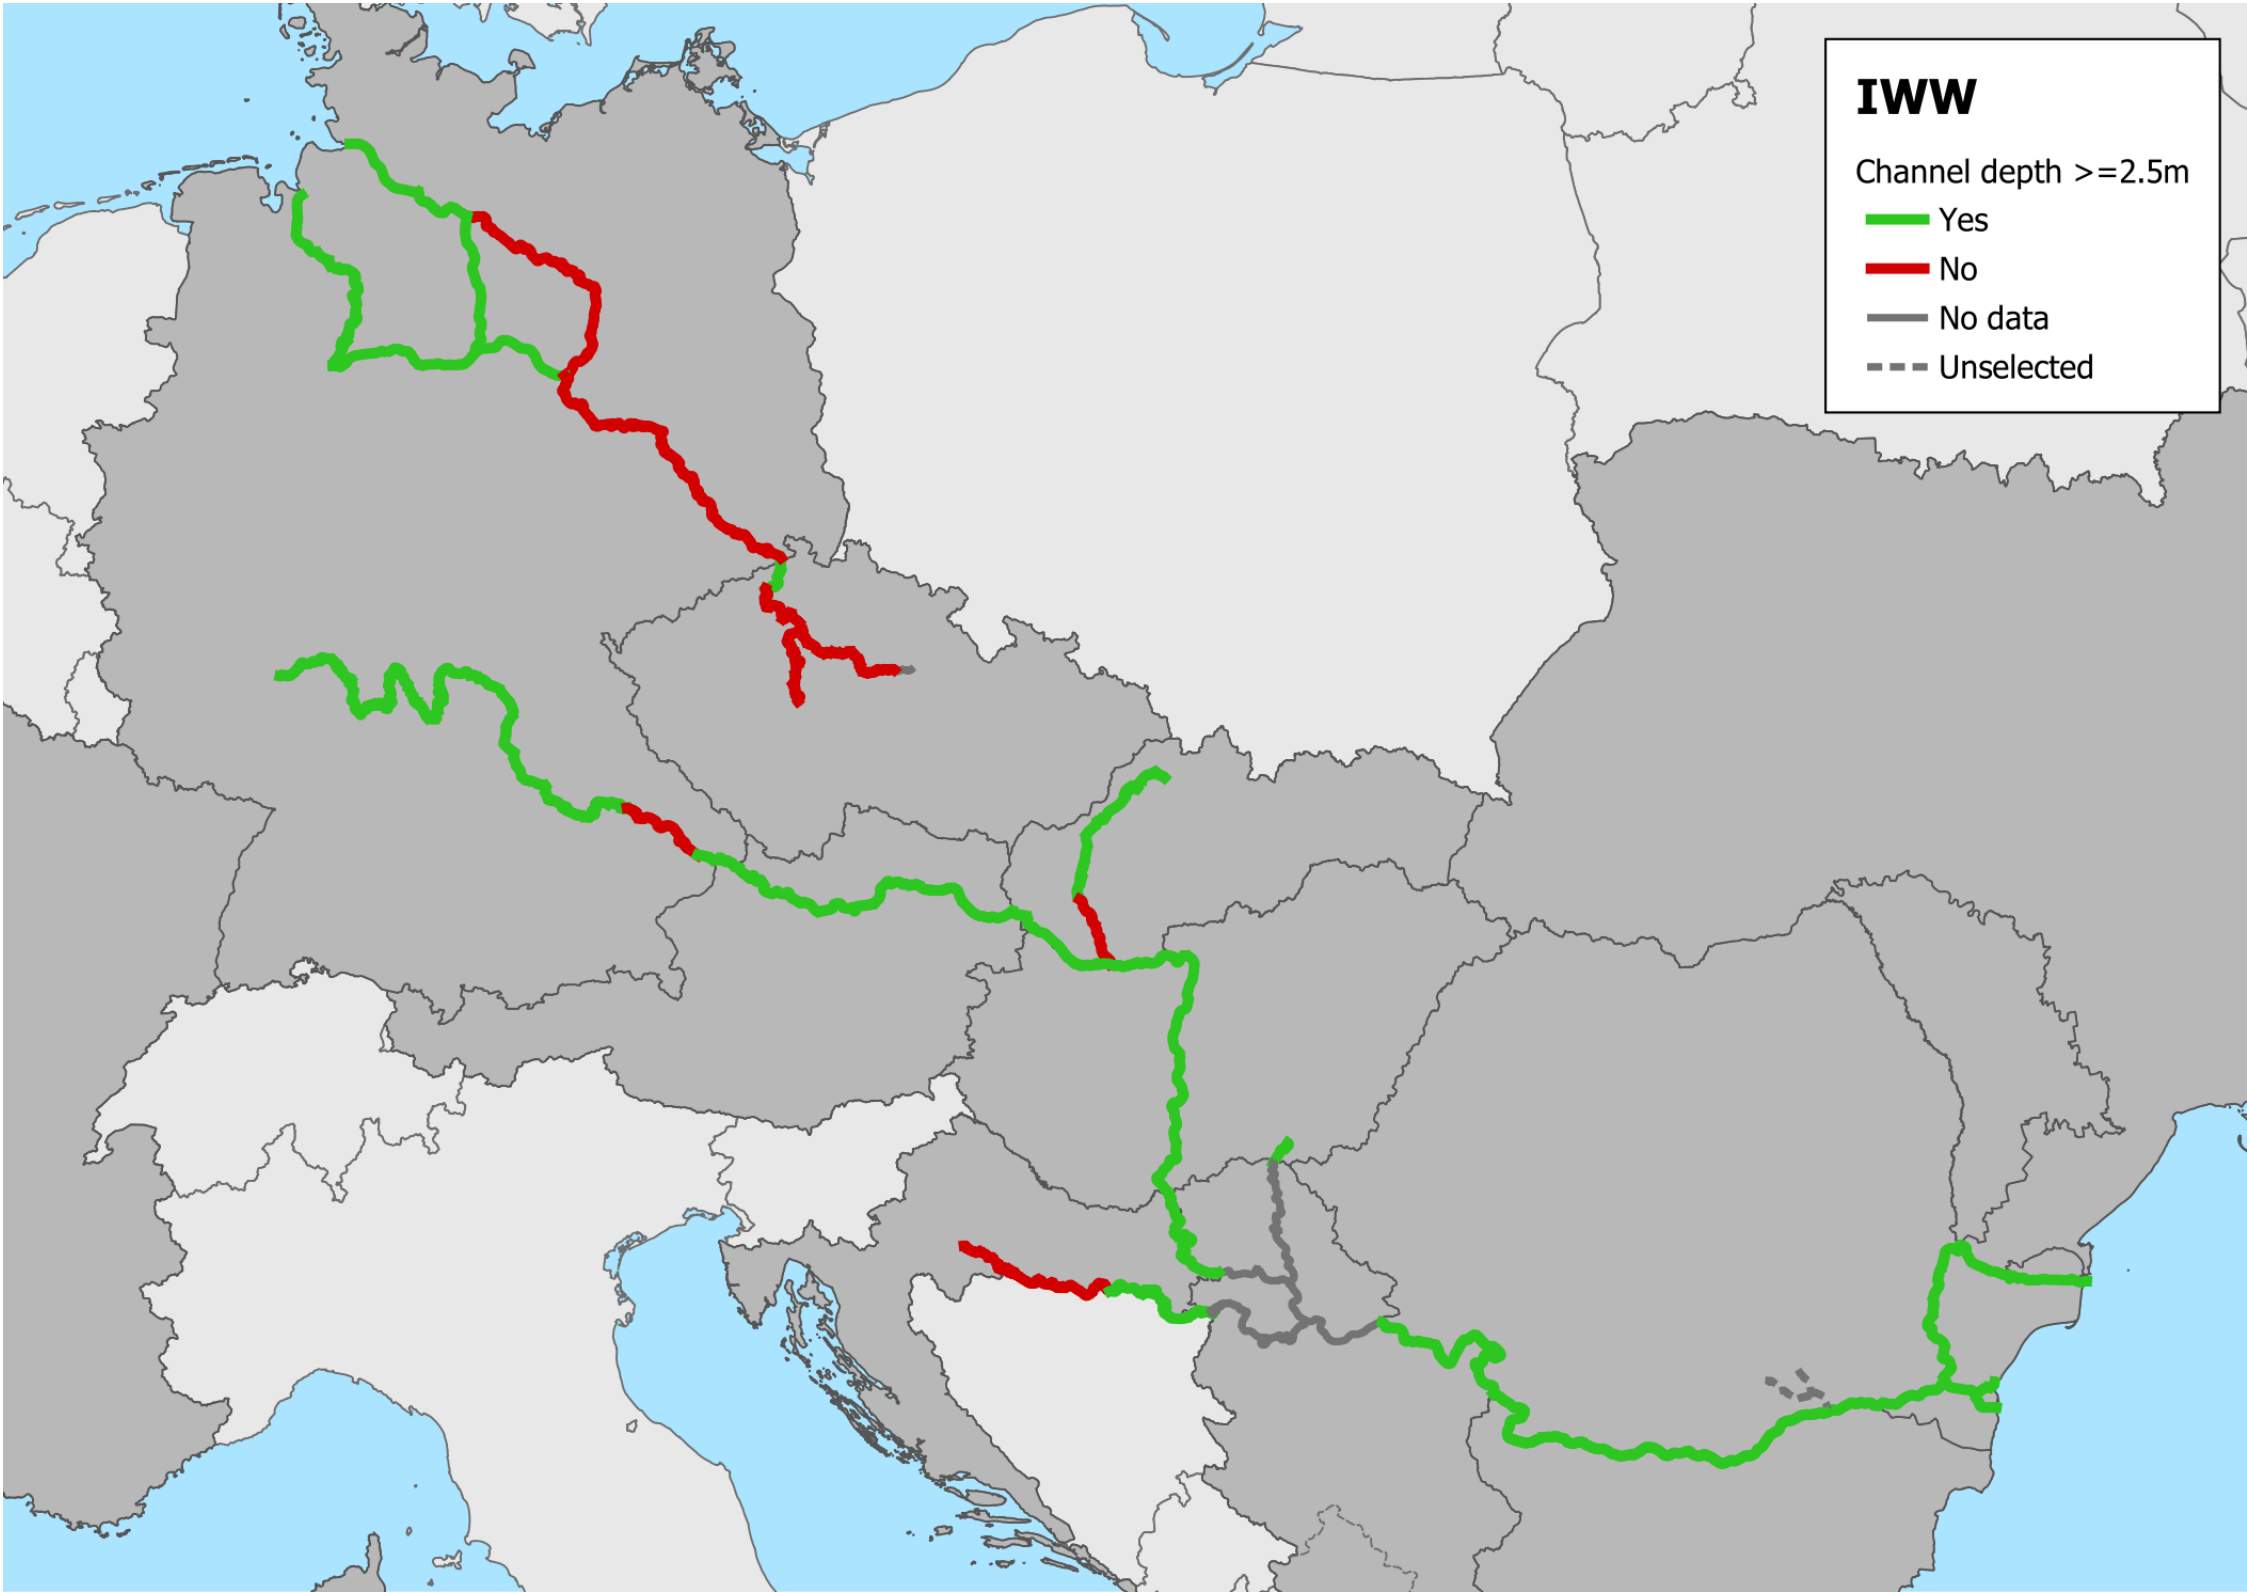 IWW
Channel depth >=2.5m
Yes
No
No data
Unselected